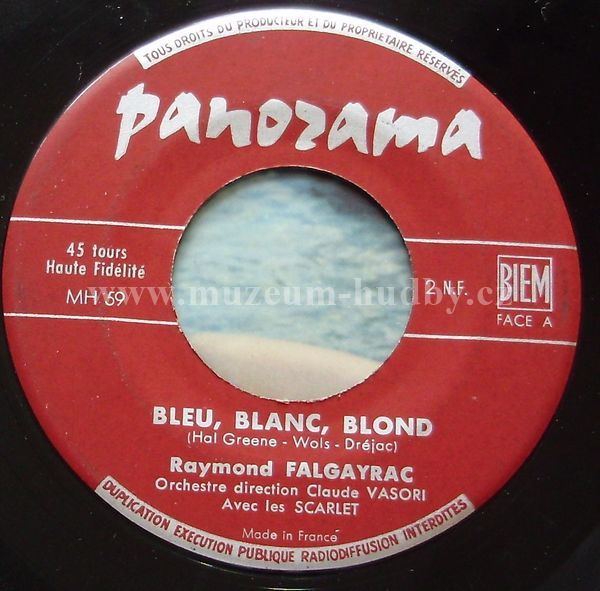 TOUS DROITS DU PRODUCTEUR ET DU PROPRIETAIRE RÉSERVÉS
panorama
45 tours
Haute Fidélité
MH 59
2 N.F.
BIEM
FACE A
www.muzeum-hudby.cz
BLEU, BLANC, BLOND
(Hal Greene - Wols - Dréjac)
Raymond FALGAYRAC
Orchestre direction Claude VASORI
Avec les SCARLET
Made in France
DUPLICATION EXECUTION PUBLIQUE RADIODIFFUSION INTERDITES